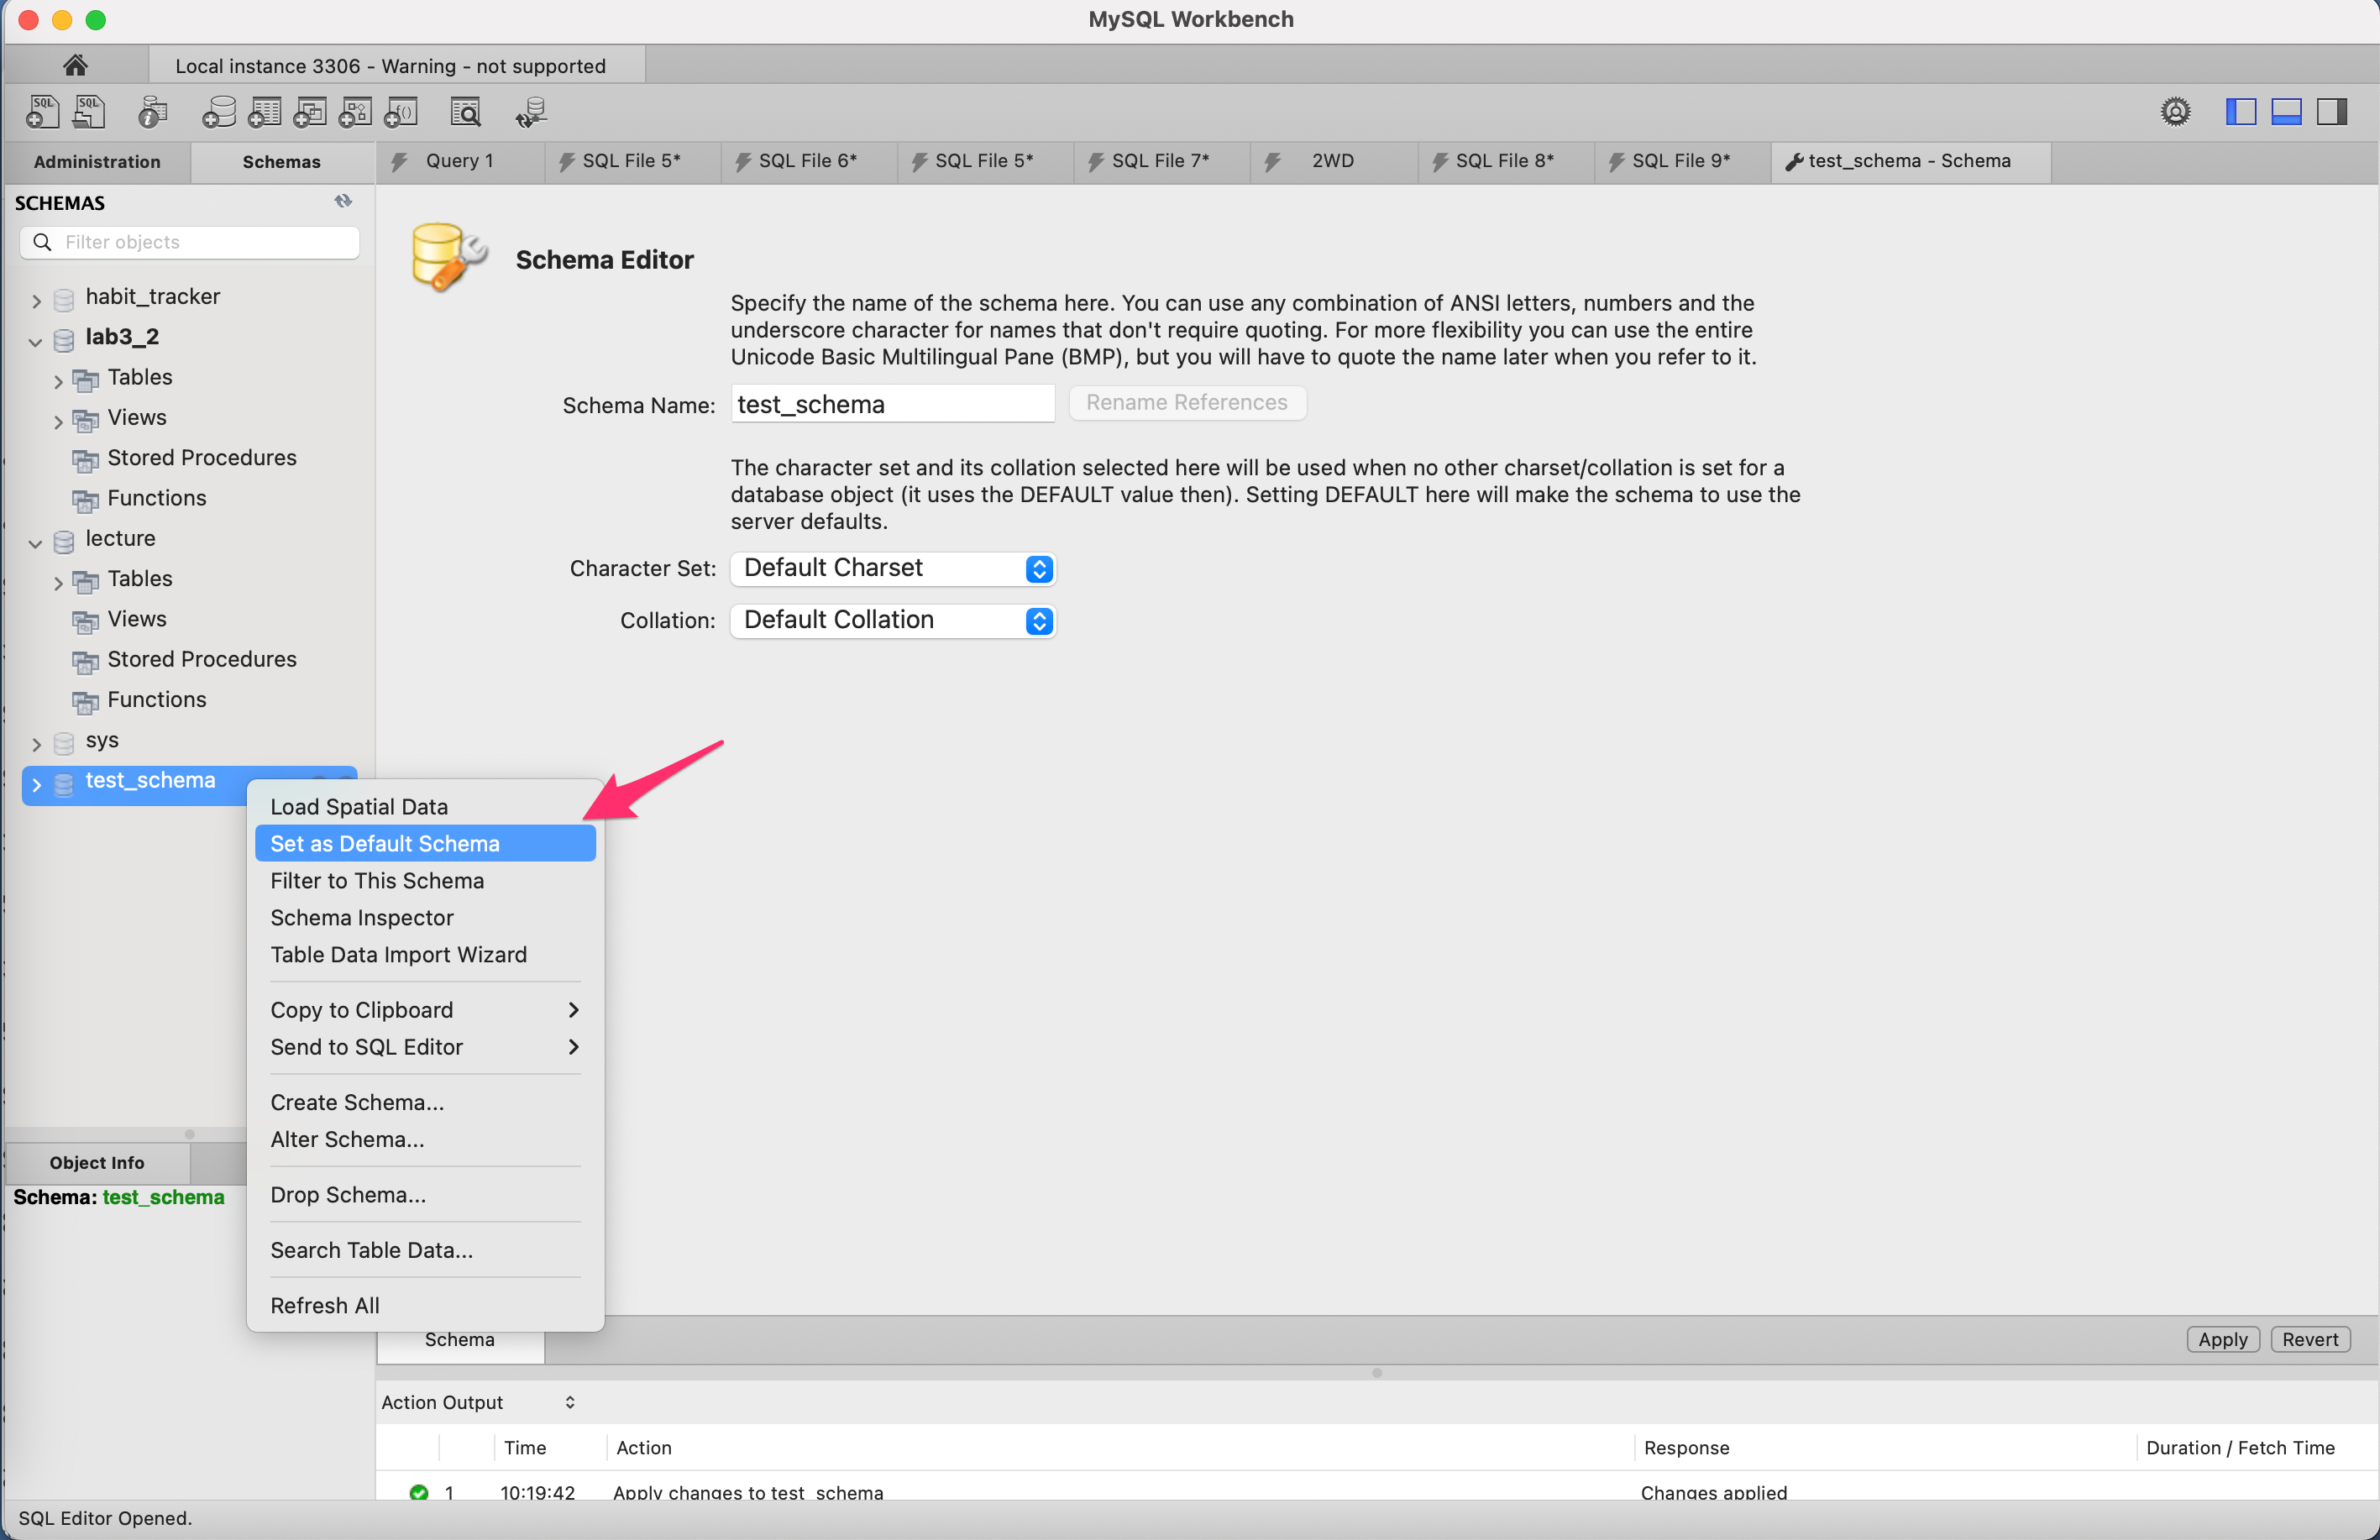 MySQL Workbench
Local instance 3306 - Warning - not supported
SQL SQL
Administration Schemas Query 1 SQL File 5* SQL File 6* SQL File 5* SQL File 7* 2WD SQL File 8* SQL File 9* test_schema - Schema
SCHEMAS
Filter objects
habit_tracker
lab3_2
Tables
Views
Stored Procedures
Functions
lecture
Tables
Views
Stored Procedures
Functions
sys
test_schema
Schema Editor
Specify the name of the schema here. You can use any combination of ANSI letters, numbers and the
underscore character for names that don't require quoting. For more flexibility you can use the entire
Unicode Basic Multilingual Pane (BMP), but you will have to quote the name later when you refer to it.
Schema Name: test_schema Rename References
The character set and its collation selected here will be used when no other charset/collation is set for a
database object (it uses the DEFAULT value then). Setting DEFAULT here will make the schema to use the
server defaults.
Character Set: Default Charset
Collation: Default Collation
Load Spatial Data
Set as Default Schema
Filter to This Schema
Schema Inspector
Table Data Import Wizard
Copy to Clipboard
Send to SQL Editor
Create Schema...
Alter Schema...
Drop Schema...
Search Table Data...
Refresh All
Object Info
Schema: test_schema
Schema Apply Revert
Action Output
Time Action Response Duration / Fetch Time
1 10:19:42 Apply changes to test_schema Changes applied
SQL Editor Opened.